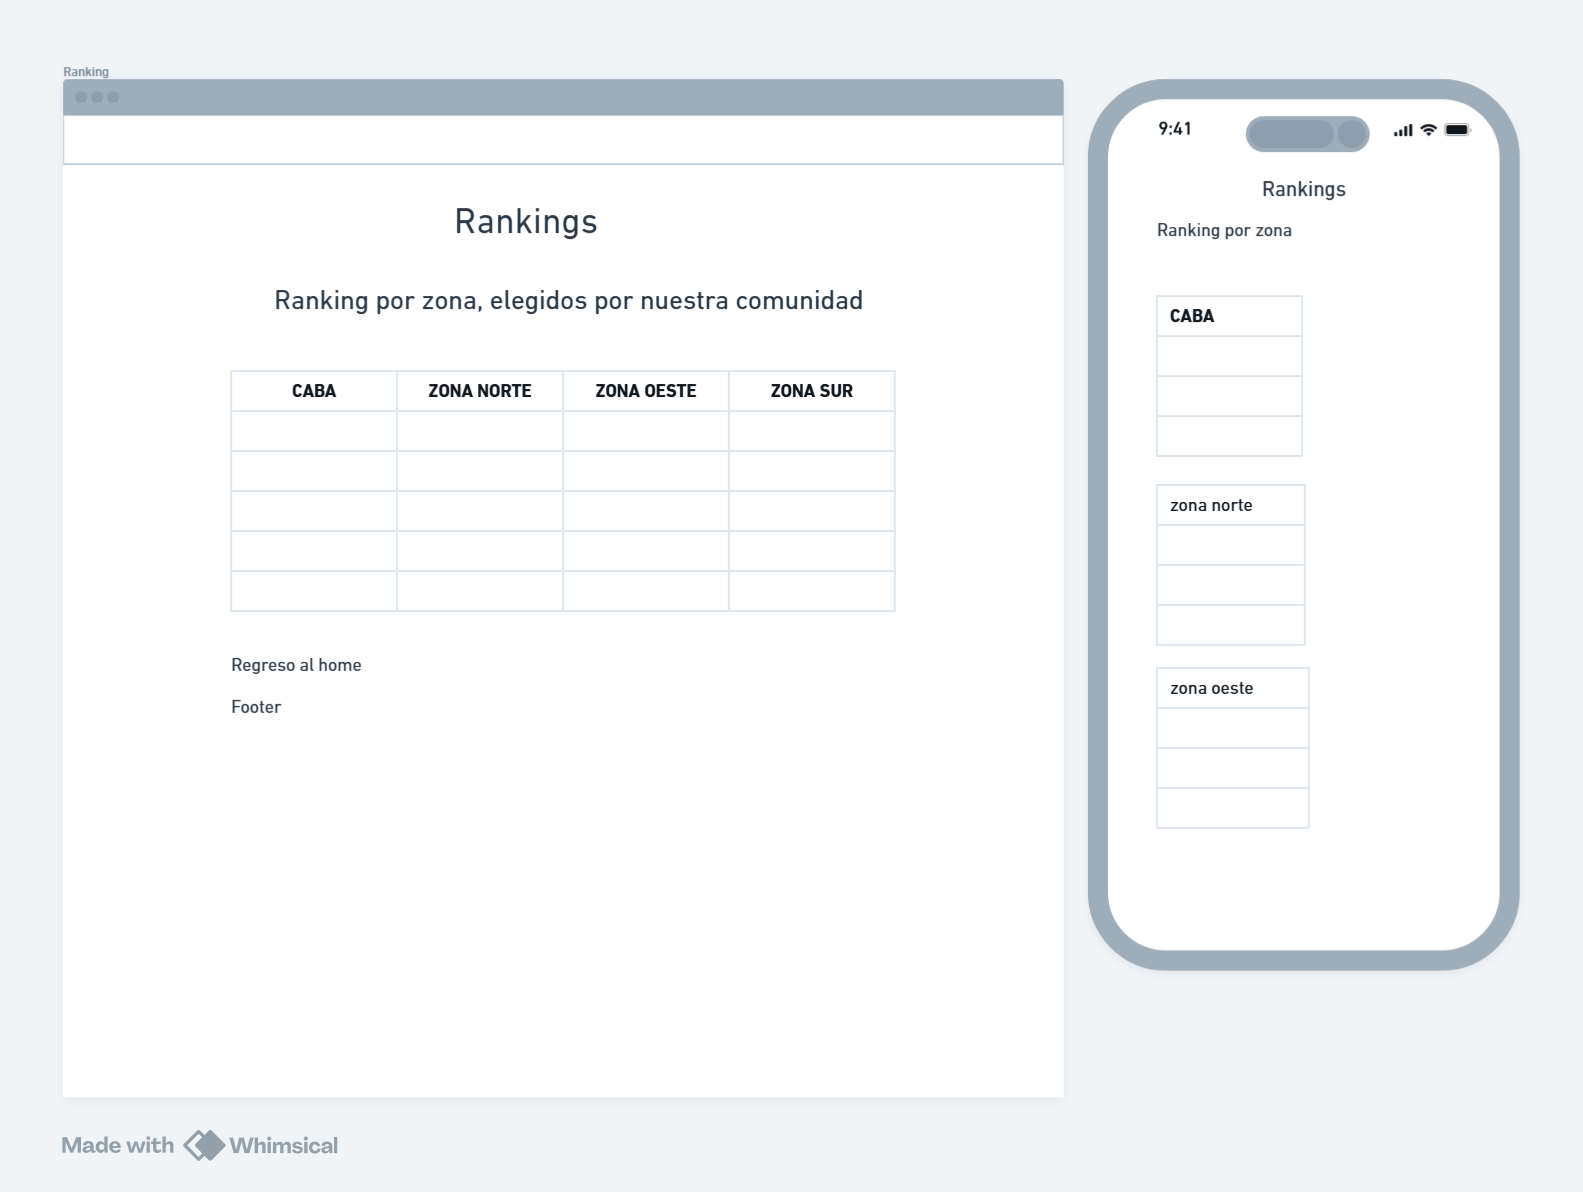 Ranking
Rankings
Ranking por zona, elegidos por nuestra comunidad
CABA ZONA NORTE ZONA OESTE ZONA SUR
Regreso al home
Footer
9:41
Rankings
Ranking por zona
CABA
zona norte
zona oeste
Made with Whimsical